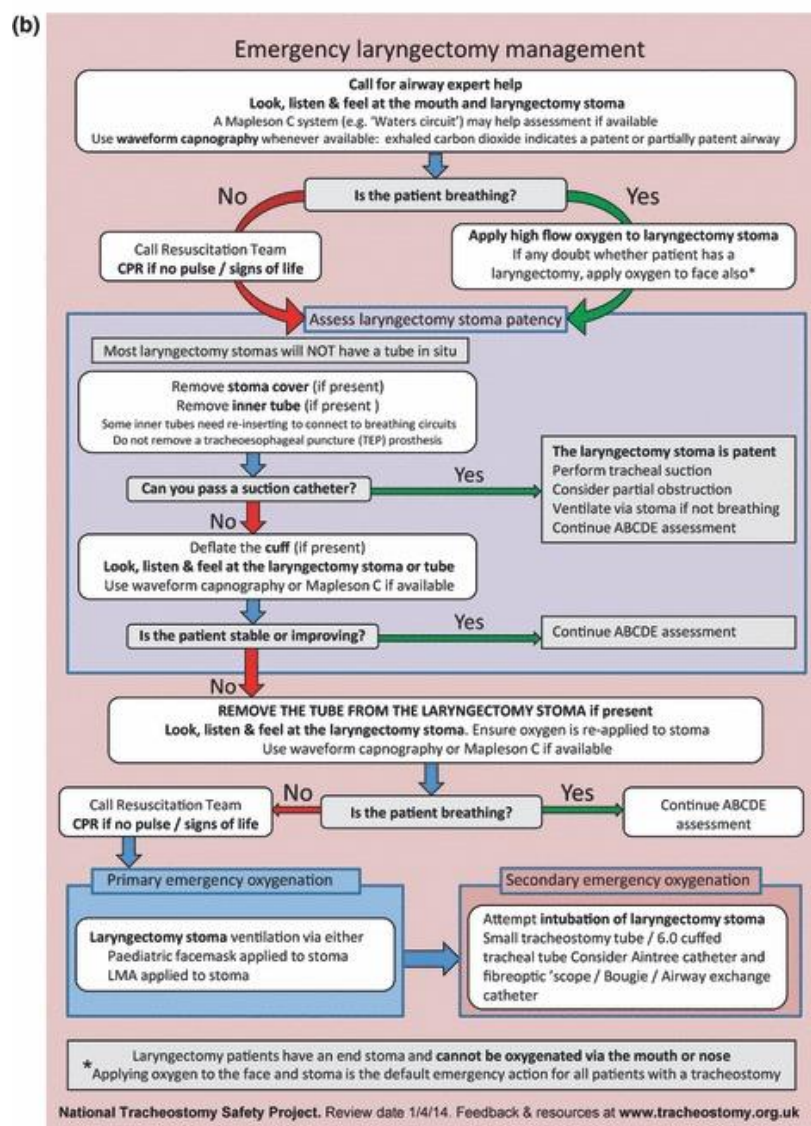 (b)
Emergency laryngectomy management
Call for airway expert help
Look, listen & feel at the mouth and laryngectomy stoma
A Mapleson C system (e.g. 'Waters circuit') may help assessment if available
Use waveform capnography whenever available: exhaled carbon dioxide indicates a patent or partially patent airway
No
Is the patient breathing?
Yes
Call Resuscitation Team
CPR if no pulse / signs of life
Apply high flow oxygen to laryngectomy stoma
If any doubt whether patient has a
laryngectomy, apply oxygen to face also*
Assess laryngectomy stoma patency
Most laryngectomy stomas will NOT have a tube in situ
Remove stoma cover (if present)
Remove inner tube (if present )
Some inner tubes need re-inserting to connect to breathing circuits
Do not remove a tracheoesophageal puncture (TEP) prosthesis
Can you pass a suction catheter?
Yes
The laryngectomy stoma is patent
Perform tracheal suction
Consider partial obstruction
Ventilate via stoma if not breathing
Continue ABCDE assessment
No
Deflate the cuff (if present)
Look, listen & feel at the laryngectomy stoma or tube
Use waveform capnography or Mapleson C if available
Is the patient stable or improving?
Yes
Continue ABCDE assessment
No
REMOVE THE TUBE FROM THE LARYNGECTOMY STOMA if present
Look, listen & feel at the laryngectomy stoma. Ensure oxygen is re-applied to stoma
Use waveform capnography or Mapleson C if available
Call Resuscitation Team
CPR if no pulse / signs of life
No
Is the patient breathing?
Yes
Continue ABCDE
assessment
Primary emergency oxygenation
Laryngectomy stoma ventilation via either
Paediatric facemask applied to stoma
LMA applied to stoma
Secondary emergency oxygenation
Attempt intubation of laryngectomy stoma
Small tracheostomy tube / 6.0 cuffed
tracheal tube Consider Aintree catheter and
fibreoptic 'scope / Bougie / Airway exchange
catheter
Laryngectomy patients have an end stoma and cannot be oxygenated via the mouth or nose
*Applying oxygen to the face and stoma is the default emergency action for all patients with a tracheostomy
National Tracheostomy Safety Project. Review date 1/4/14. Feedback & resources at www.tracheostomy.org.uk